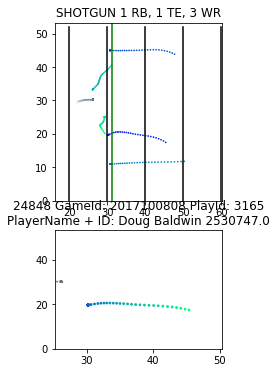 SHOTGUN 1 RB, 1 TE, 3 WR
50
40
30
20
10
0
20 30 40 50 60
24848 GameId: 2017100808 PlayId: 3165
PlayerName + ID: Doug Baldwin 2530747.0
40
20
0
30 40 50